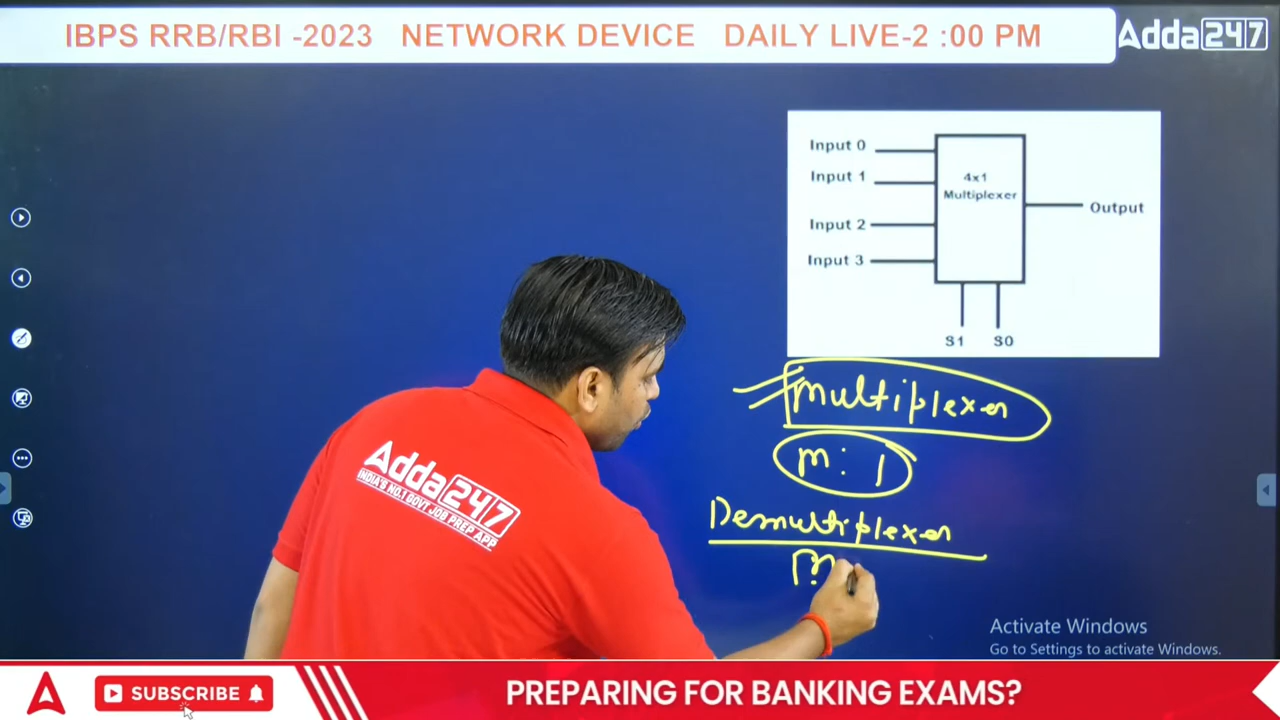 IBPS RRB/RBI -2023 NETWORK DEVICE DAILY LIVE-2 :00 PM
Adda247
Input 0
Input 1
Input 2
Input 3
4x1
Multiplexer
Output
S1 S0
multiplexer
m: 1
Demultiplexer
Adda247
INDIA'S NO.1 GOVT JOB PREP APP
Activate Windows
Go to Settings to activate Windows.
SUBSCRIBE
PREPARING FOR BANKING EXAMS?